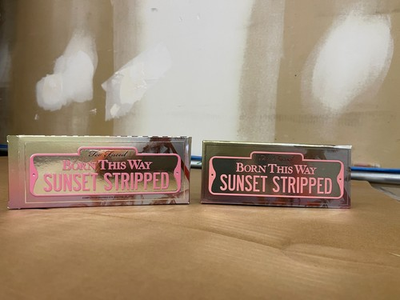 Too Faced
BORN THIS WAY
SUNSET STRIPPED
BORN THIS WAY
SUNSET STRIPPED